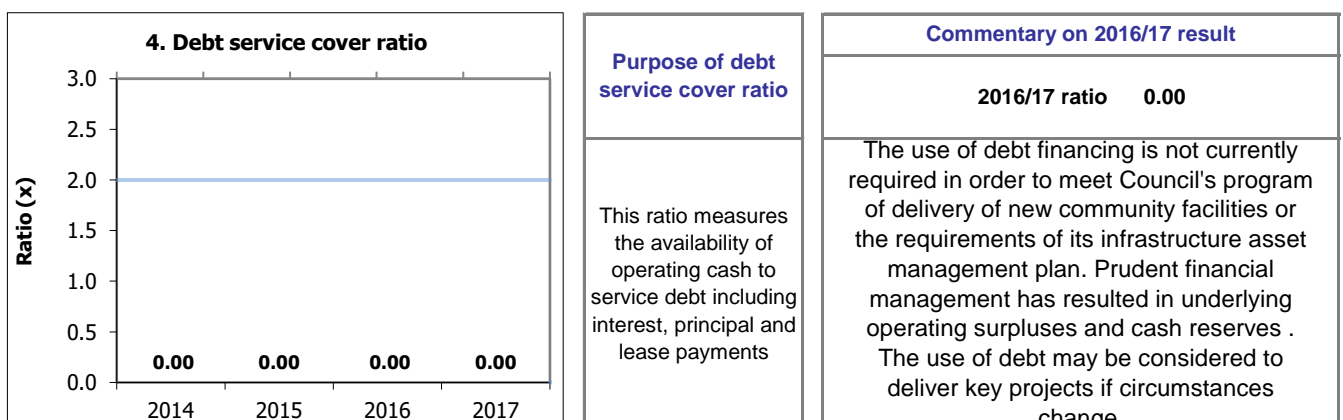 4. Debt service cover ratio
3.0
2.5
2.0
1.5
1.0
0.5
0.0
Ratio (x)
0.00 0.00 0.00 0.00
2014 2015 2016 2017
Purpose of debt
service cover ratio
This ratio measures
the availability of
operating cash to
service debt including
interest, principal and
lease payments
Commentary on 2016/17 result
2016/17 ratio 0.00
The use of debt financing is not currently
required in order to meet Council's program
of delivery of new community facilities or
the requirements of its infrastructure asset
management plan. Prudent financial
management has resulted in underlying
operating surpluses and cash reserves .
The use of debt may be considered to
deliver key projects if circumstances
change